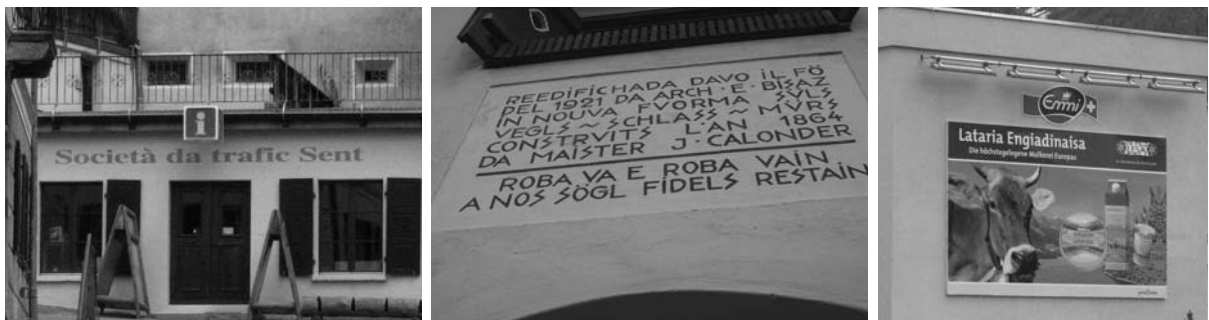 i
Società da trafic Sent
REEDIFICHADA DAVO IL FÖ
DEL 1921 DA ARCH·E·BISAZ
IN NOUVA FVORMA SVLS
VEGLS ~ SCHLASS ~ MVRS
CONSTRVITS L'AN 1864
DA MAISTER J·CALONDER
ROBA VA E ROBA VAIN
A NOS SÖGL FIDELS RESTAIN
Emmi
Lataria Engiadinaisa
Die höchstgelegene Molkerei Europas